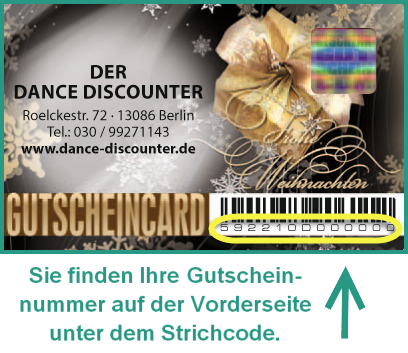 DER
DANCE DISCOUNTER
Roelckestr. 72 · 13086 Berlin
Tel.: 030 / 99271143
www.dance-discounter.de
Frohe
Weihnachten
GUTSCHEINCARD
5922100000000
Sie finden Ihre Gutschein-
nummer auf der Vorderseite
unter dem Strichcode.